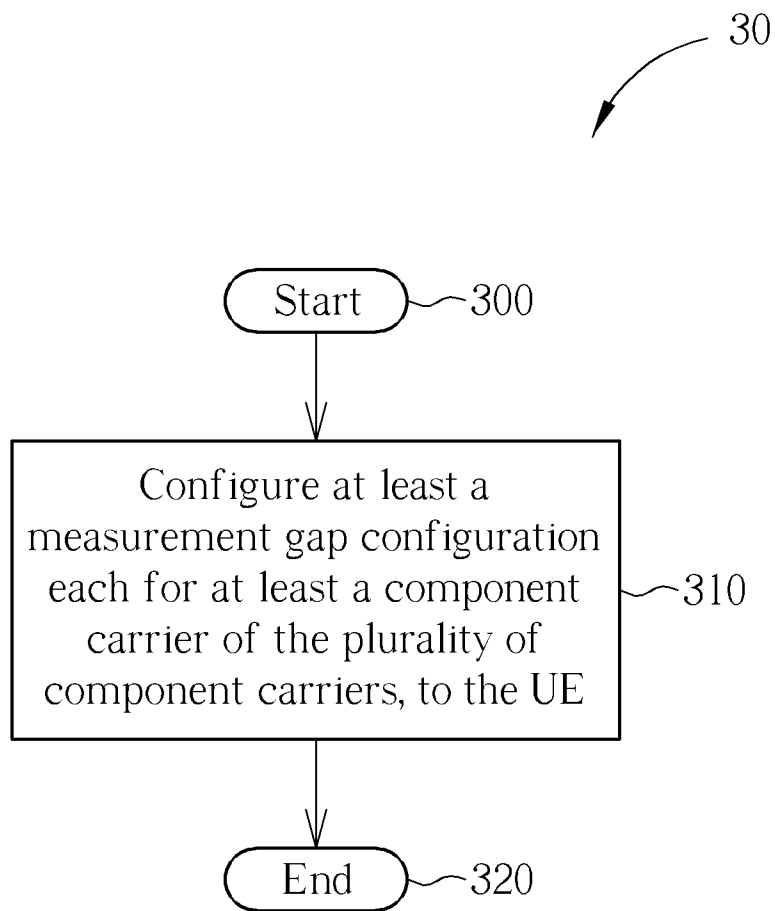 30
Start
300
Configure at least a
measurement gap configuration
each for at least a component
carrier of the plurality of
component carriers, to the UE
310
End
320